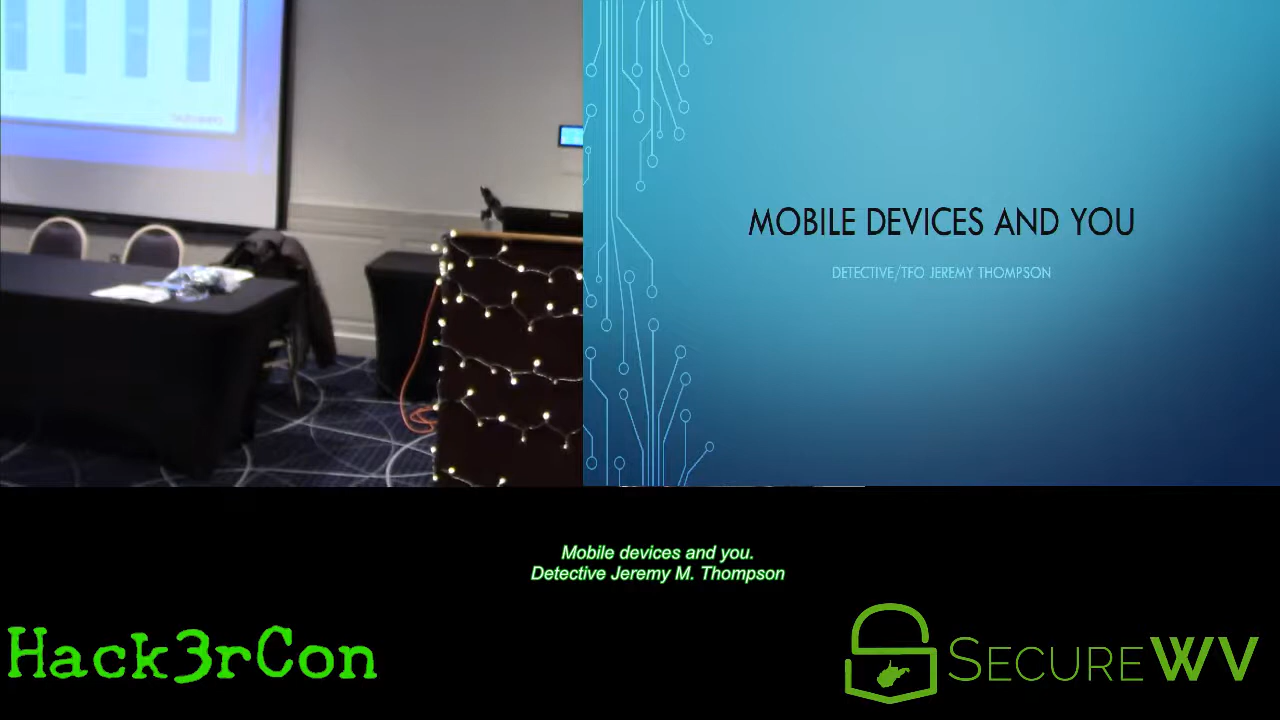 MOBILE DEVICES AND YOU
DETECTIVE/TFO JEREMY THOMPSON
Mobile devices and you.
Detective Jeremy M. Thompson
Hack3rCon
SECUREWV